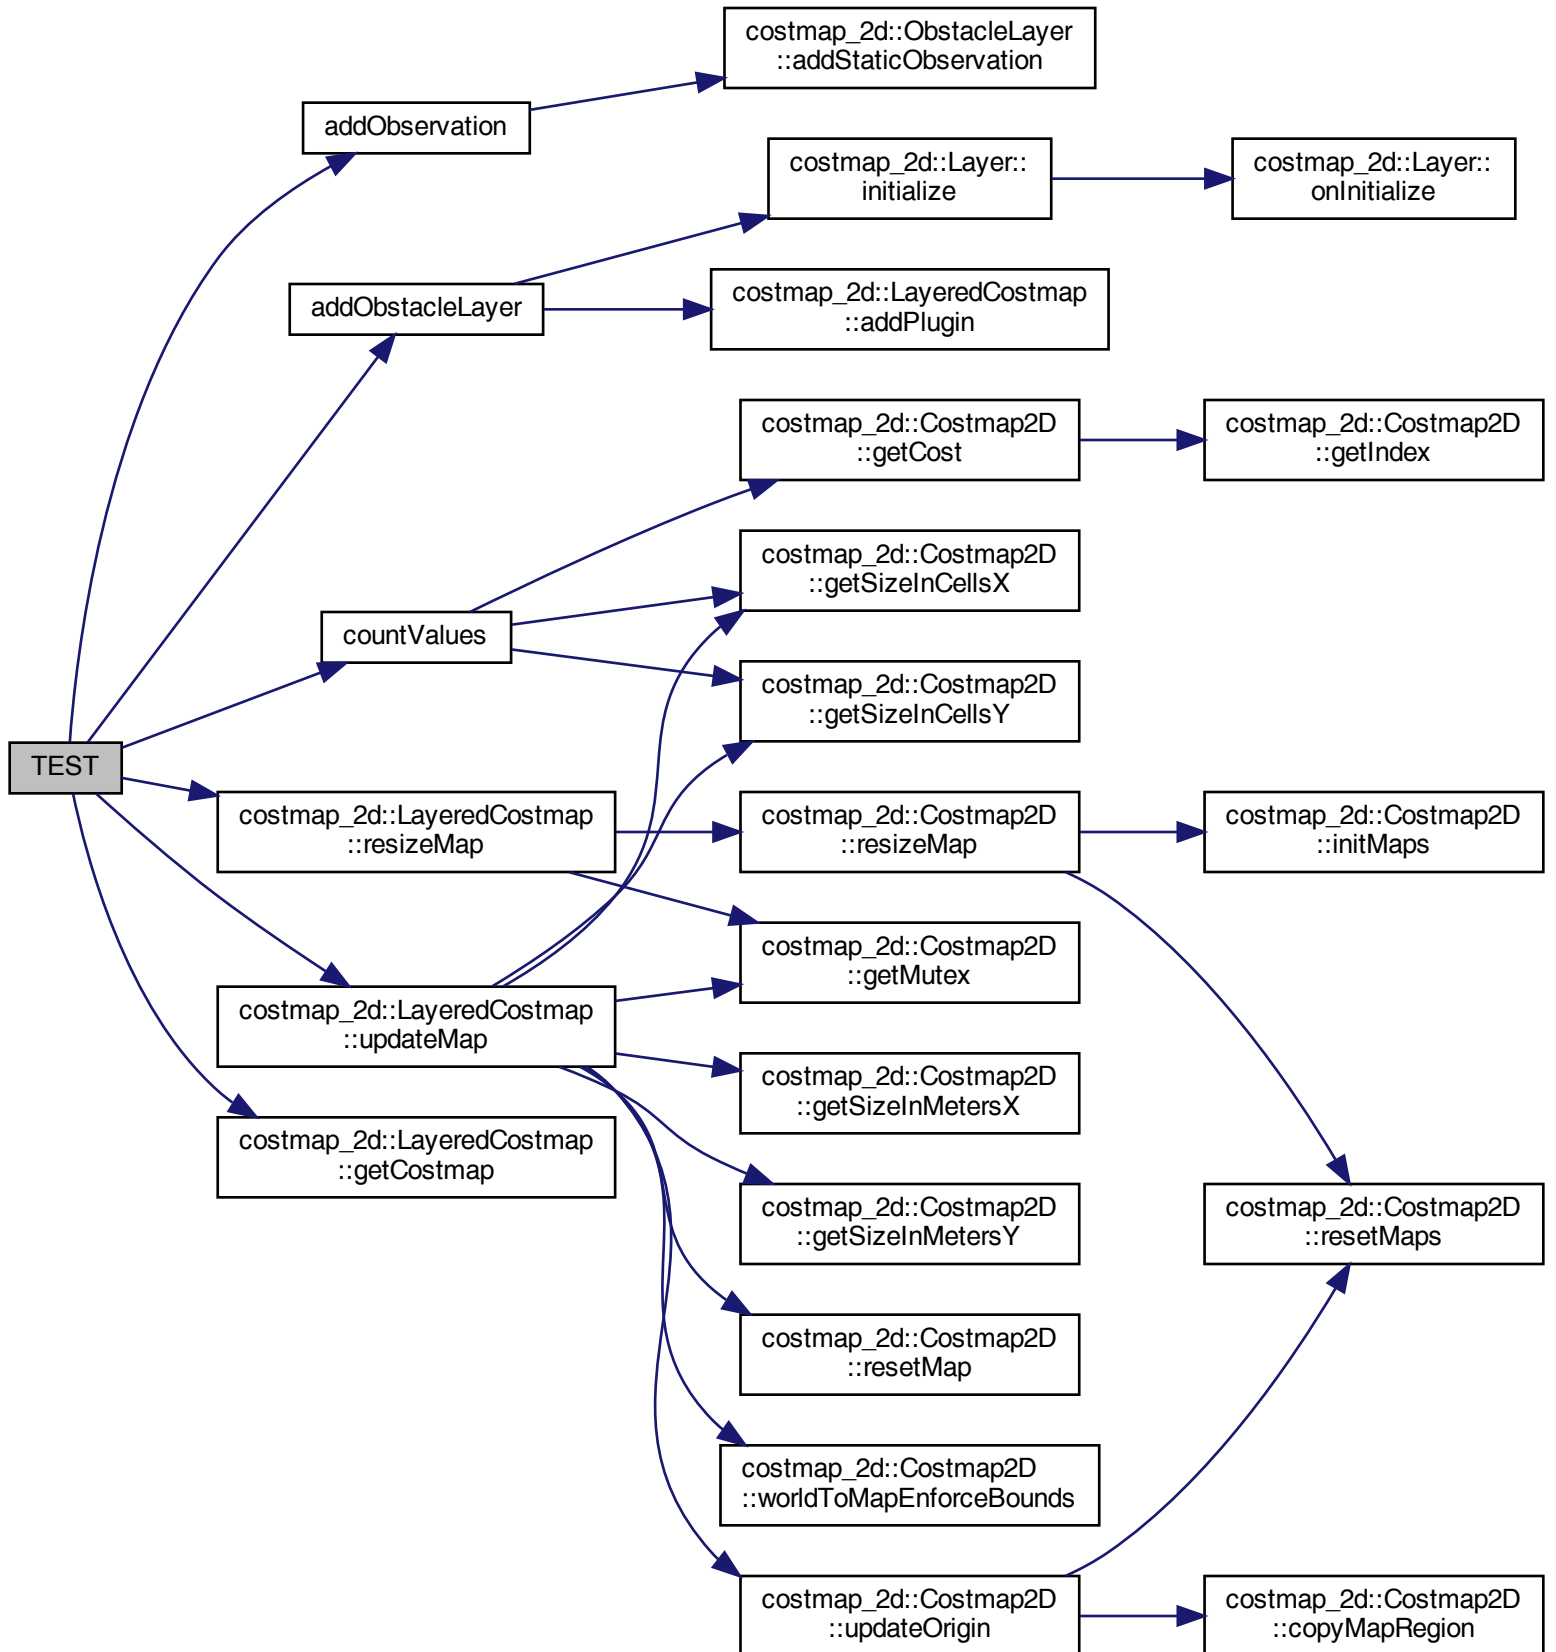 costmap_2d::ObstacleLayer
::addStaticObservation
addObservation
costmap_2d::Layer::
initialize
costmap_2d::Layer::
onInitialize
addObstacleLayer
costmap_2d::LayeredCostmap
::addPlugin
costmap_2d::Costmap2D
::getCost
costmap_2d::Costmap2D
::getIndex
costmap_2d::Costmap2D
::getSizeInCellsX
countValues
costmap_2d::Costmap2D
::getSizeInCellsY
TEST
costmap_2d::LayeredCostmap
::resizeMap
costmap_2d::Costmap2D
::resizeMap
costmap_2d::Costmap2D
::initMaps
costmap_2d::Costmap2D
::getMutex
costmap_2d::LayeredCostmap
::updateMap
costmap_2d::Costmap2D
::getSizeInMetersX
costmap_2d::LayeredCostmap
::getCostmap
costmap_2d::Costmap2D
::getSizeInMetersY
costmap_2d::Costmap2D
::resetMaps
costmap_2d::Costmap2D
::resetMap
costmap_2d::Costmap2D
::worldToMapEnforceBounds
costmap_2d::Costmap2D
::updateOrigin
costmap_2d::Costmap2D
::copyMapRegion